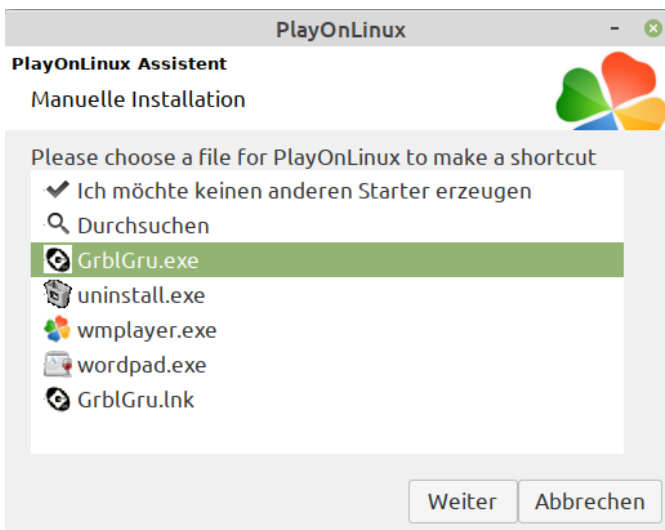 PlayOnLinux
PlayOnLinux Assistent
Manuelle Installation
Please choose a file for PlayOnLinux to make a shortcut
Ich möchte keinen anderen Starter erzeugen
Durchsuchen
GrblGru.exe
uninstall.exe
wmplayer.exe
wordpad.exe
GrblGru.lnk
Weiter Abbrechen